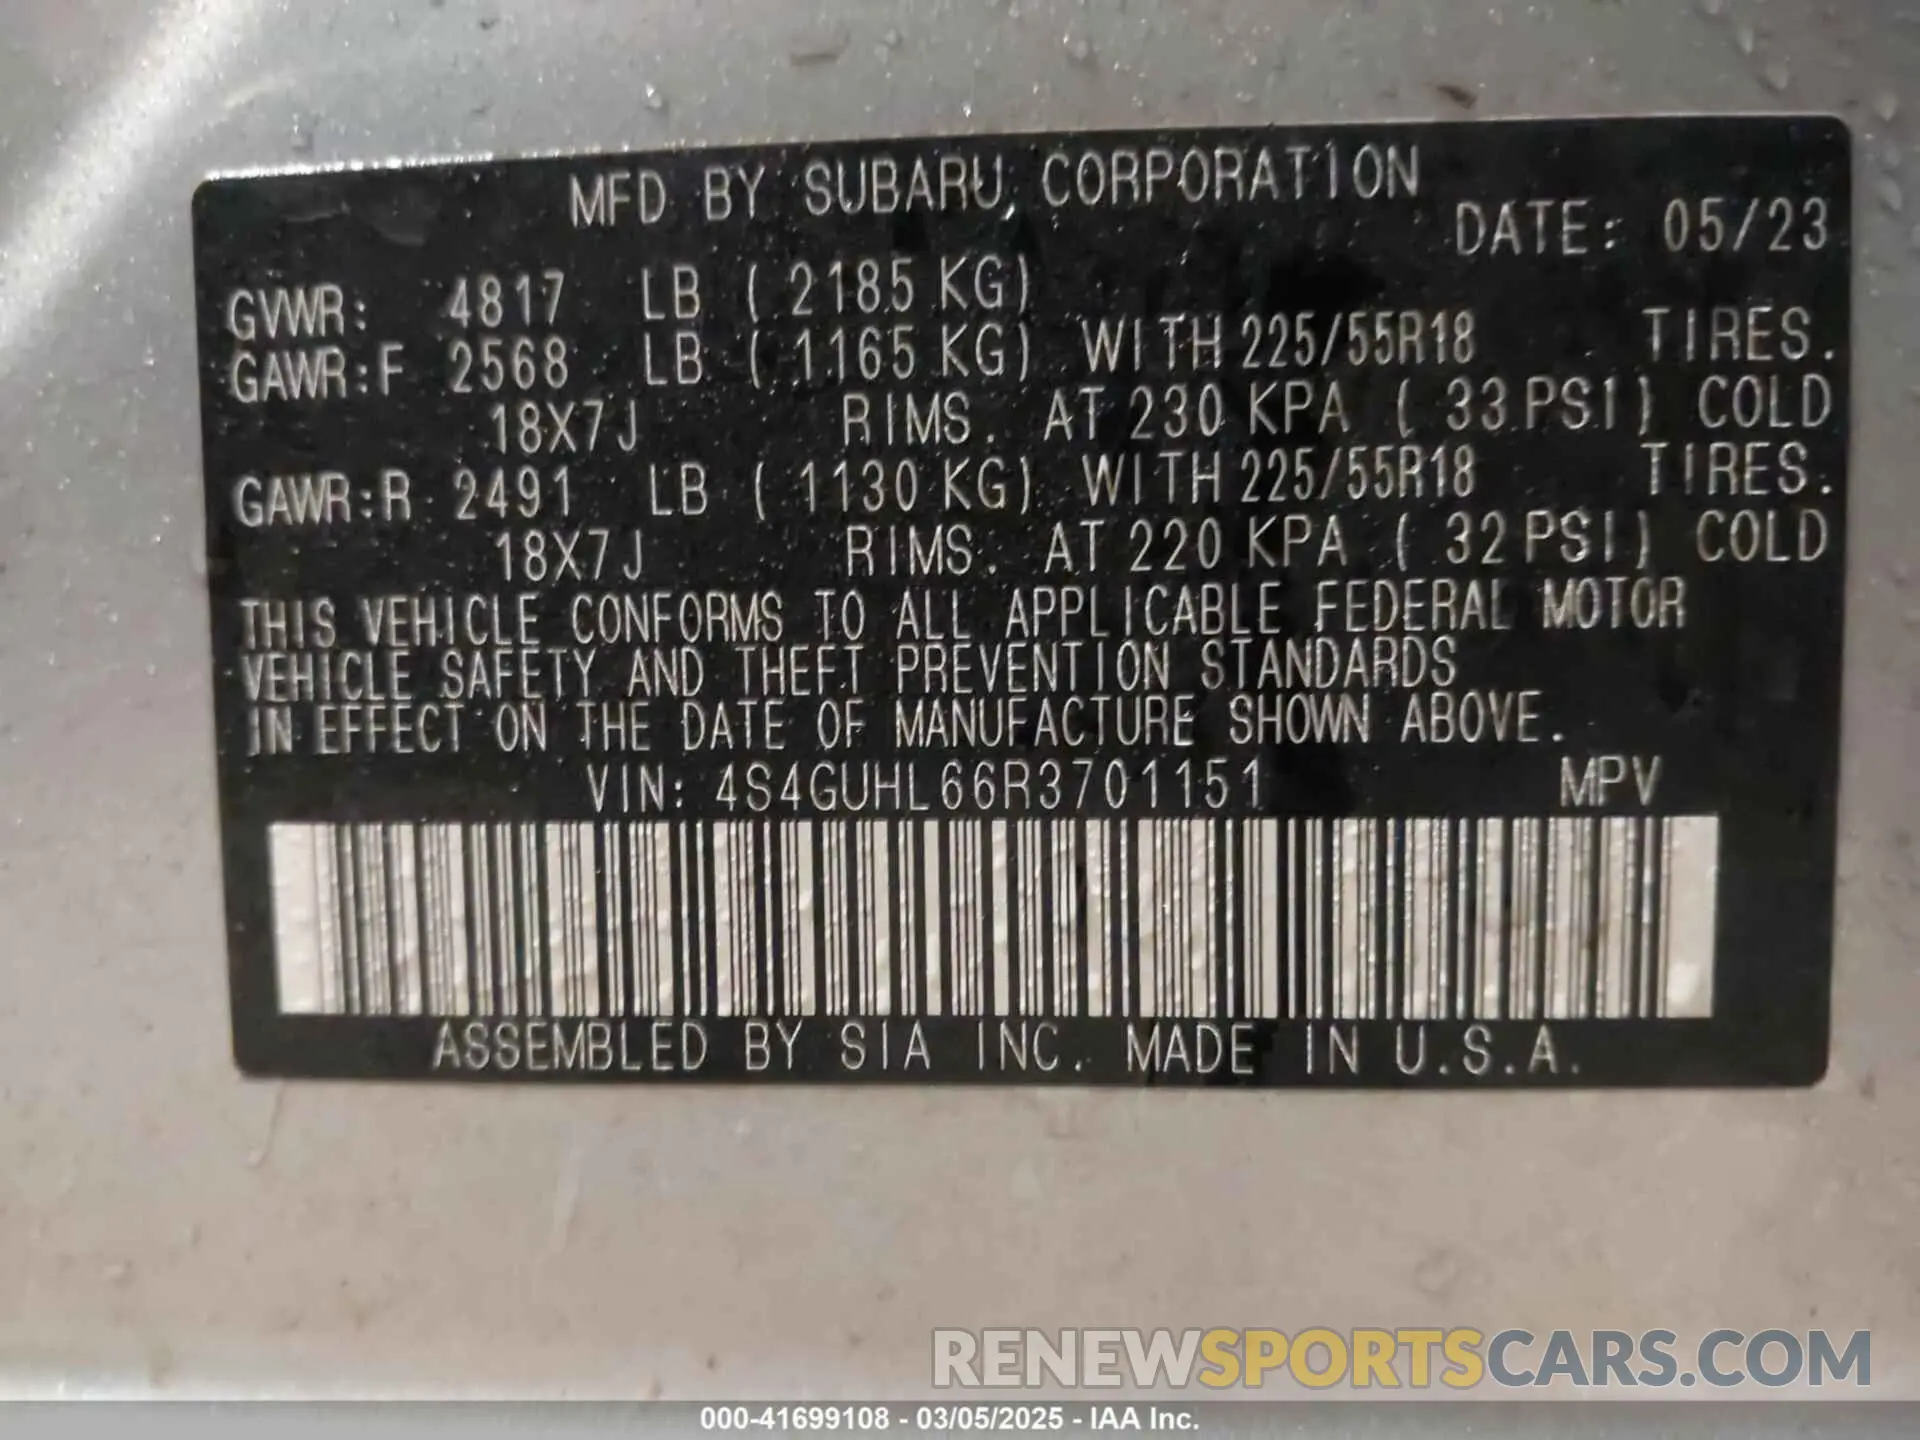 MFD BY SUBARU CORPORATION
DATE: 05/23
GVWR: 4817 LB ( 2185 KG)
GAWR:F 2568 LB ( 1165 KG) WITH 225/55R18 TIRES.
18X7J RIMS. AT 230 KPA ( 33 PSI) COLD
GAWR:R 2491 LB ( 1130 KG) WITH 225/55R18 TIRES.
18X7J RIMS. AT 220 KPA ( 32 PSI) COLD
THIS VEHICLE CONFORMS TO ALL APPLICABLE FEDERAL MOTOR
VEHICLE SAFETY AND THEFT PREVENTION STANDARDS
IN EFFECT ON THE DATE OF MANUFACTURE SHOWN ABOVE.
VIN: 4S4GUHL66R3701151 MPV
ASSEMBLED BY SIA INC. MADE IN U.S.A.
RENEWSPORTSCARS.COM
000-41699108 - 03/05/2025 - IAA Inc.